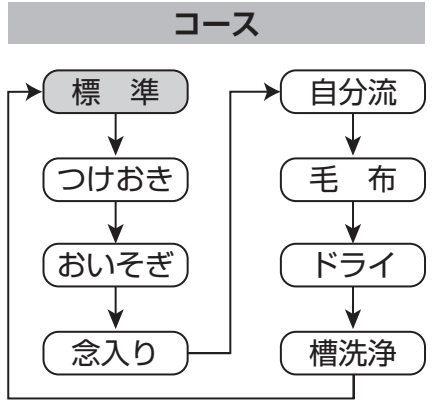 コース
標 準
つけおき
おいそぎ
念入り
自分流
毛 布
ドライ
槽洗浄